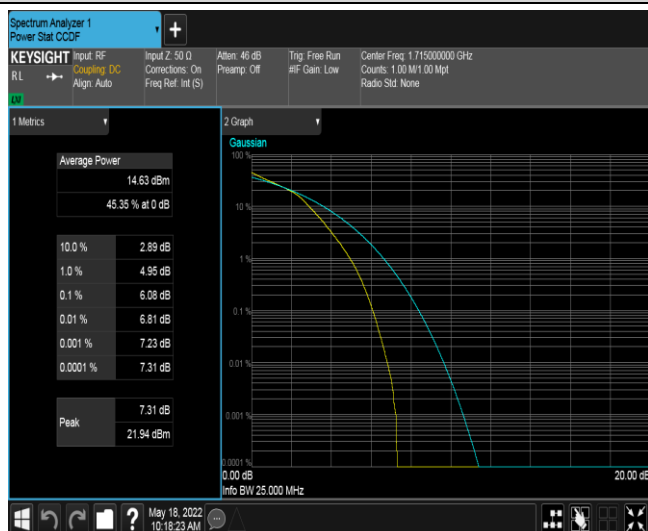 Spectrum Analyzer 1
Power Stat CCDF
+
KEYSIGHT
RL
LXI
Input: RF
Coupling: DC
Align: Auto
Input Z: 50 Ω
Corrections: On
Freq Ref: Int (S)
Atten: 46 dB
Preamp: Off
Trig: Free Run
#IF Gain: Low
Center Freq: 1.715000000 GHz
Counts: 1.00 M/1.00 Mpt
Radio Std: None
1 Metrics
Average Power
14.63 dBm
45.35 % at 0 dB
10.0 % 2.89 dB
1.0 % 4.95 dB
0.1 % 6.08 dB
0.01 % 6.81 dB
0.001 % 7.23 dB
0.0001 % 7.31 dB
Peak
7.31 dB
21.94 dBm
2 Graph
Gaussian
100 %
10 %
1 %
0.1 %
0.01 %
0.001 %
0.0001 %
0.00 dB
20.00 dB
Info BW 25.000 MHz
?
May 18, 2022
10:18:23 AM